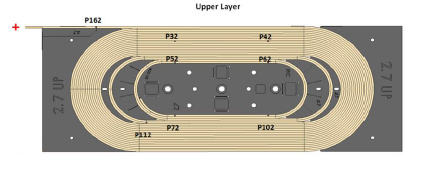 Upper Layer
P162
P32 P42
P52 P62
2.7 UP 2.7 UP
P72 P102
P112